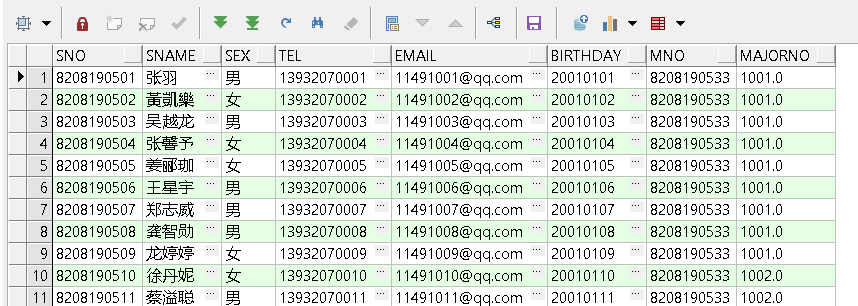 SNO SNAME SEX TEL EMAIL BIRTHDAY MNO MAJORNO
1 8208190501 张羽 ... 男 13932070001 ... 11491001@qq.com ... 20010101 ... 8208190533 1001.0
2 8208190502 黃凱樂 ... 女 13932070002 ... 11491002@qq.com ... 20010102 ... 8208190533 1001.0
3 8208190503 吴越龙 ... 男 13932070003 ... 11491003@qq.com ... 20010103 ... 8208190533 1001.0
4 8208190504 张馨予 ... 女 13932070004 ... 11491004@qq.com ... 20010104 ... 8208190533 1001.0
5 8208190505 姜郦珈 ... 女 13932070005 ... 11491005@qq.com ... 20010105 ... 8208190533 1001.0
6 8208190506 王星宇 ... 男 13932070006 ... 11491006@qq.com ... 20010106 ... 8208190533 1001.0
7 8208190507 郑志威 ... 男 13932070007 ... 11491007@qq.com ... 20010107 ... 8208190533 1001.0
8 8208190508 龚智勋 ... 男 13932070008 ... 11491008@qq.com ... 20010108 ... 8208190533 1001.0
9 8208190509 龙婷婷 ... 女 13932070009 ... 11491009@qq.com ... 20010109 ... 8208190533 1001.0
10 8208190510 徐丹妮 ... 女 13932070010 ... 11491010@qq.com ... 20010110 ... 8208190533 1002.0
11 8208190511 蔡溢聪 ... 男 13932070011 ... 11491011@qq.com ... 20010111 ... 8208190533 1002.0